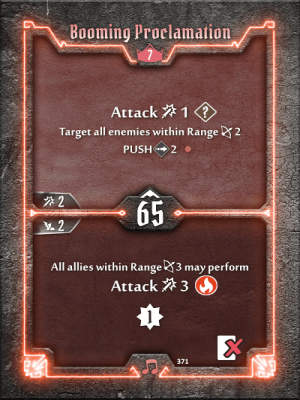 Booming Proclamation
7
Attack 1 ?
Target all enemies within Range 2
PUSH 2
2
65
2
All allies within Range 3 may perform
Attack 3
1
371